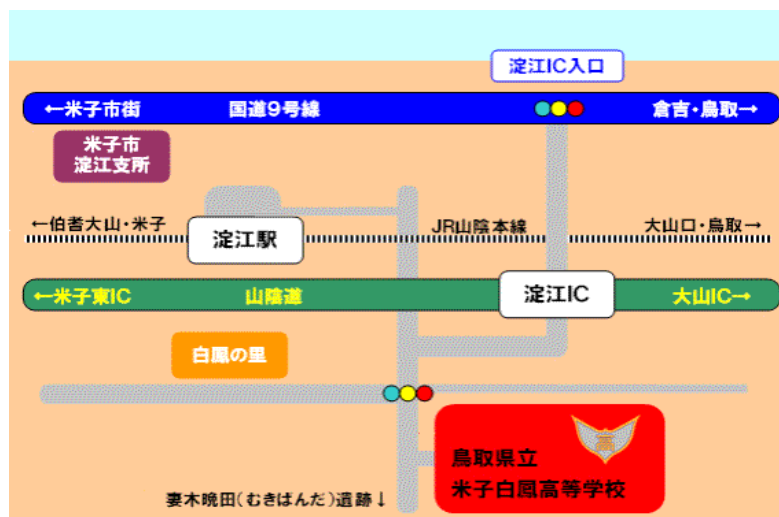 淀江IC入口
←米子市街 国道9号線 倉吉・鳥取→
米子市
淀江支所
←伯耆大山・米子 淀江駅 JR山陰本線 大山口・鳥取→
←米子東IC 山陰道 淀江IC 大山IC→
白鳳の里
高
鳥取県立
米子白鳳高等学校
妻木晩田(むきばんだ)遺跡↓